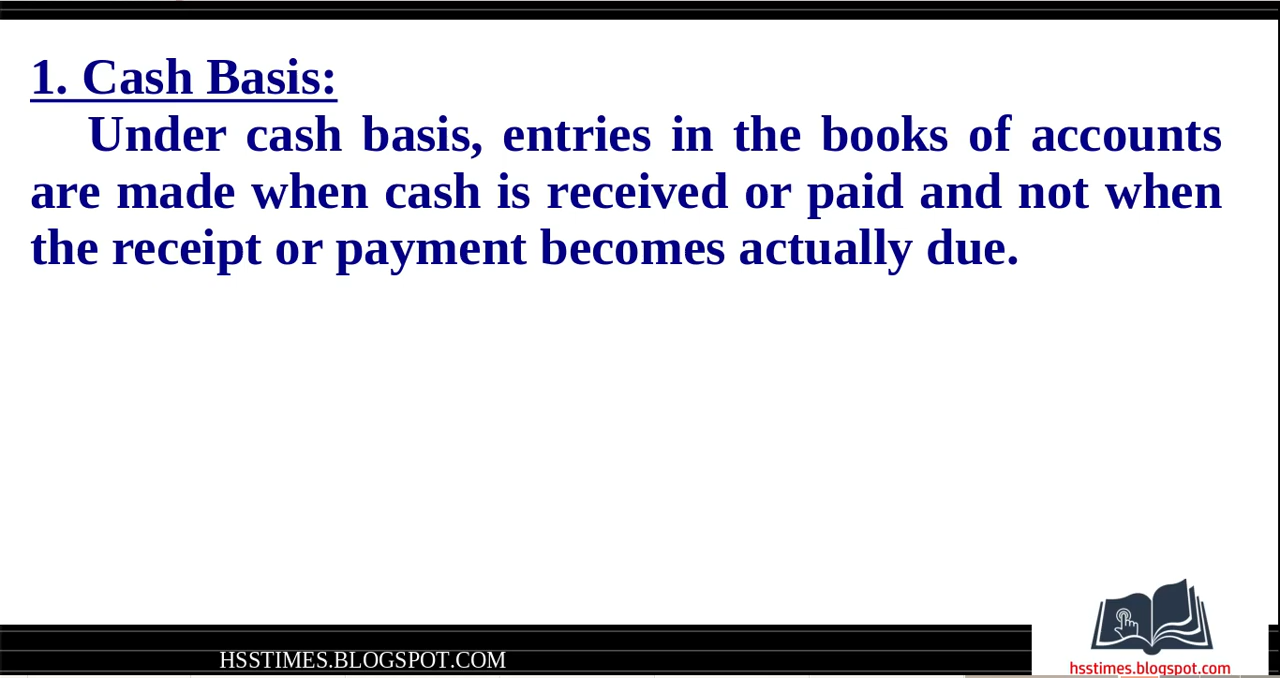 1. Cash Basis:
Under cash basis, entries in the books of accounts
are made when cash is received or paid and not when
the receipt or payment becomes actually due.
HSSTIMES.BLOGSPOT.COM
hsstimes.blogspot.com